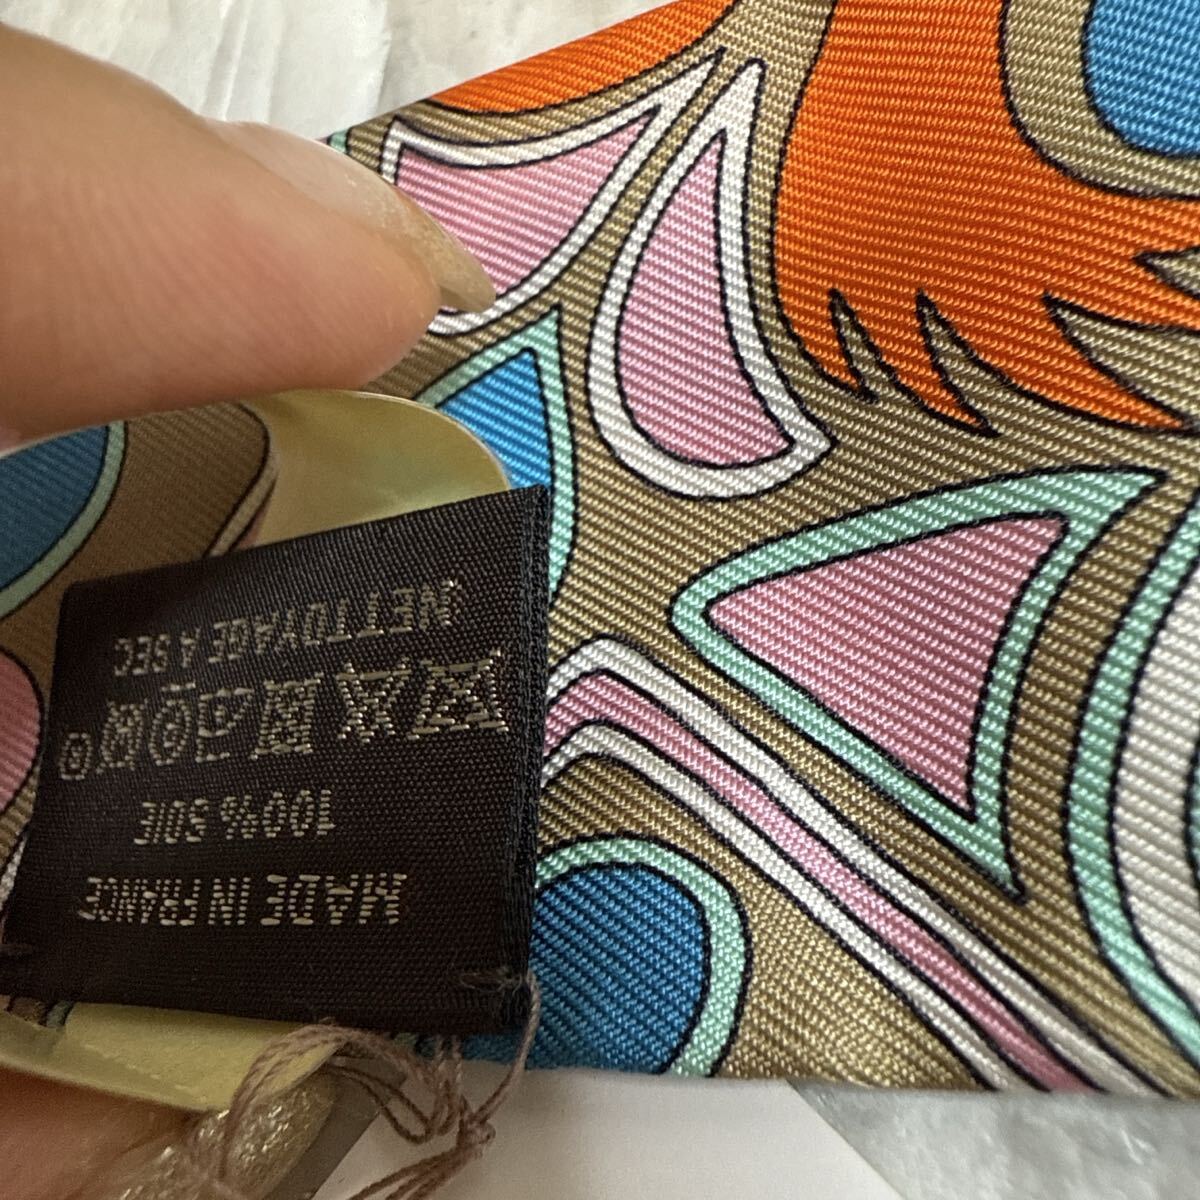 MADE IN FRANCE
100% SOIE
NETTOYAGE A SEC